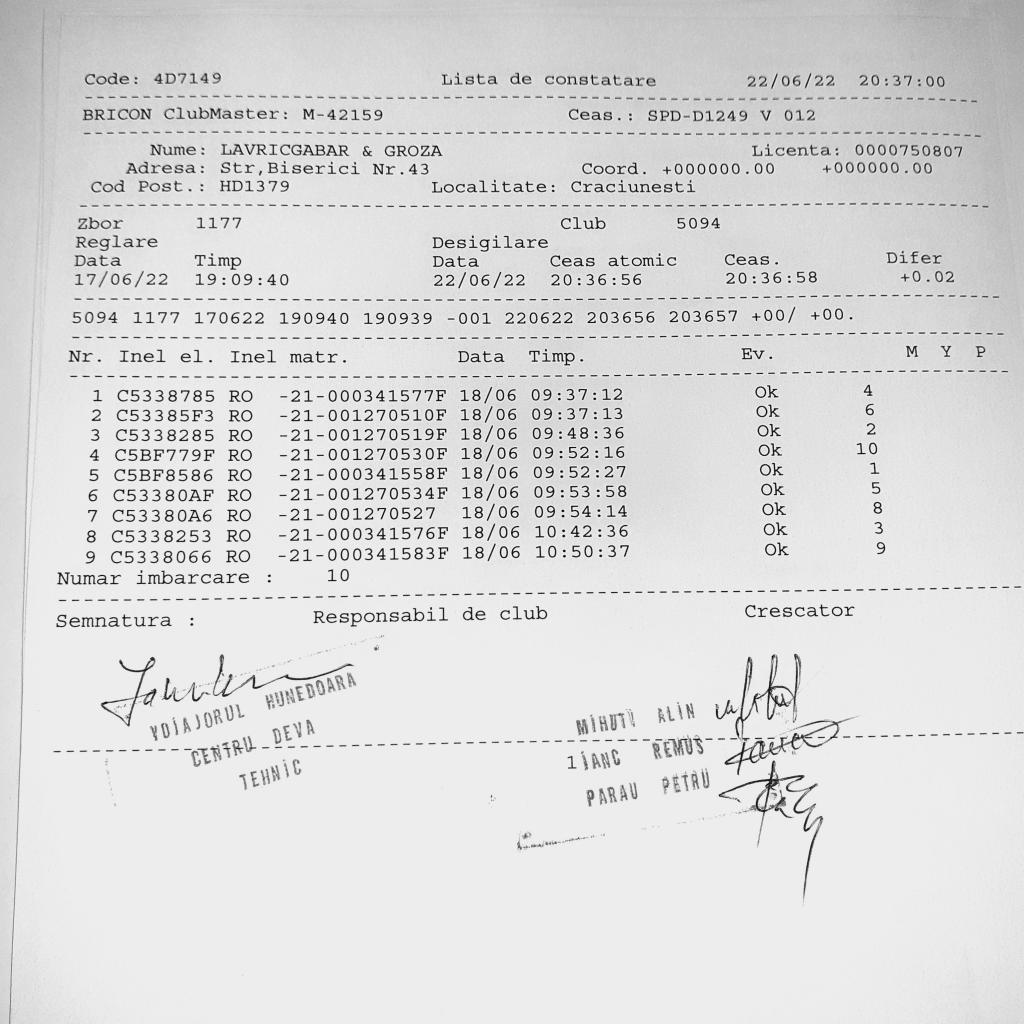 Code: 4D7149 Lista de constatare 22/06/22 20:37:00
BRICON ClubMaster: M-42159 Ceas.: SPD-D1249 V 012
Nume: LAVRICGABAR & GROZA Licenta: 0000750807
Adresa: Str,Biserici Nr.43 Coord. +000000.00 +000000.00
Cod Post.: HD1379 Localitate: Craciunesti
Zbor 1177 Club 5094
Reglare Desigilare
Data Timp Data Ceas atomic Ceas. Difer
17/06/22 19:09:40 22/06/22 20:36:56 20:36:58 +0.02
5094 1177 170622 190940 190939 -001 220622 203656 203657 +00/ +00.
Nr. Inel el. Inel matr. Data Timp. Ev. M Y P
1 C5338785 RO -21-000341577F 18/06 09:37:12 Ok 4
2 C53385F3 RO -21-001270510F 18/06 09:37:13 Ok 6
3 C5338285 RO -21-001270519F 18/06 09:48:36 Ok 2
4 C5BF779F RO -21-001270530F 18/06 09:52:16 Ok 10
5 C5BF8586 RO -21-000341558F 18/06 09:52:27 Ok 1
6 C53380AF RO -21-001270534F 18/06 09:53:58 Ok 5
7 C53380A6 RO -21-001270527 18/06 09:54:14 Ok 8
8 C5338253 RO -21-000341576F 18/06 10:42:36 Ok 3
9 C5338066 RO -21-000341583F 18/06 10:50:37 Ok 9
Numar imbarcare : 10
Semnatura : Responsabil de club Crescator
VOIAJORUL HUNEDOARA
CENTRU DEVA
TEHNIC
MIHUTI ALIN
1 IANC REMUS
PARAU PETRU